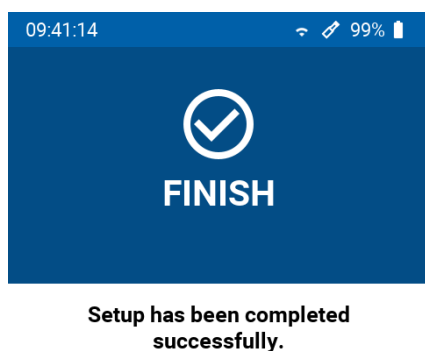 09:41:14 99%
FINISH
Setup has been completed
successfully.